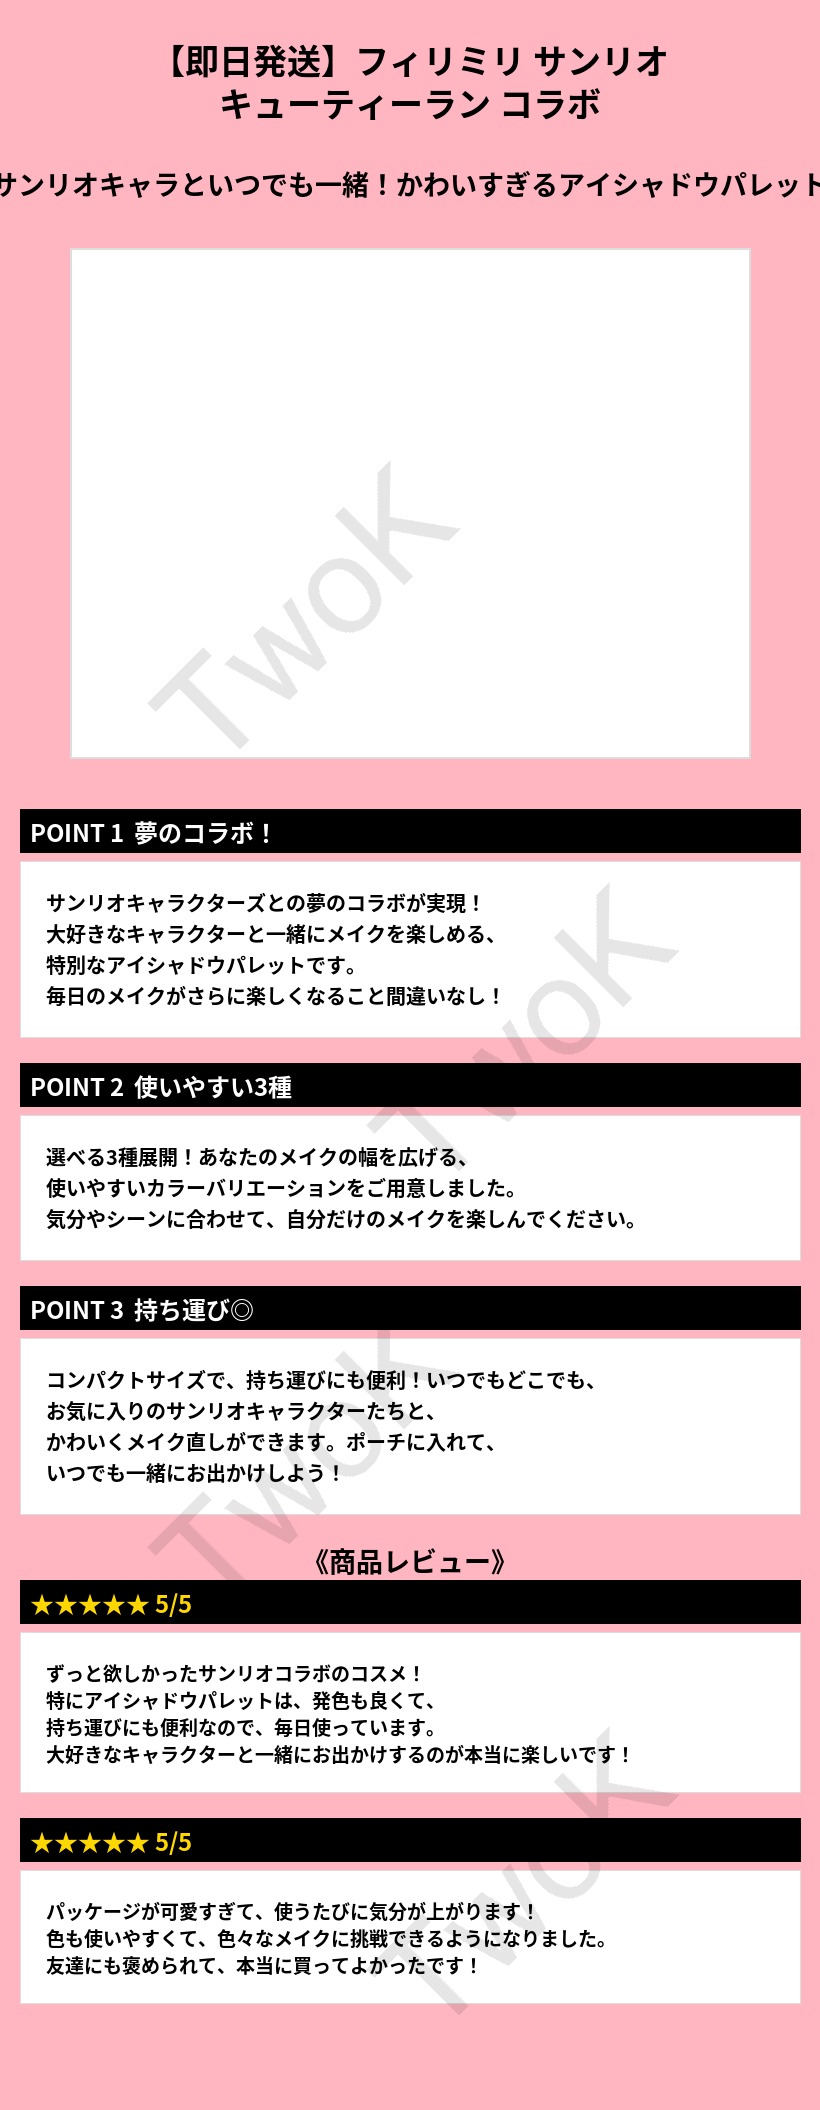 【即日発送】フィリミリ サンリオ
キューティーラン コラボ
サンリオキャラといつでも一緒！かわいすぎるアイシャドウパレット
TwoK
POINT 1 夢のコラボ！
サンリオキャラクターズとの夢のコラボが実現！
大好きなキャラクターと一緒にメイクを楽しめる、
特別なアイシャドウパレットです。
毎日のメイクがさらに楽しくなること間違いなし！
TwoK
POINT 2 使いやすい3種
選べる3種展開！あなたのメイクの幅を広げる、
使いやすいカラーバリエーションをご用意しました。
気分やシーンに合わせて、自分だけのメイクを楽しんでください。
POINT 3 持ち運び◎
コンパクトサイズで、持ち運びにも便利！いつでもどこでも、
お気に入りのサンリオキャラクターたちと、
かわいくメイク直しができます。ポーチに入れて、
いつでも一緒にお出かけしよう！
TwoK
《商品レビュー》
★★★★★ 5/5
ずっと欲しかったサンリオコラボのコスメ！
特にアイシャドウパレットは、発色も良くて、
持ち運びにも便利なので、毎日使っています。
大好きなキャラクターと一緒にお出かけするのが本当に楽しいです！
★★★★★ 5/5
パッケージが可愛すぎて、使うたびに気分が上がります！
色も使いやすくて、色々なメイクに挑戦できるようになりました。
友達にも褒められて、本当に買ってよかったです！
TwoK